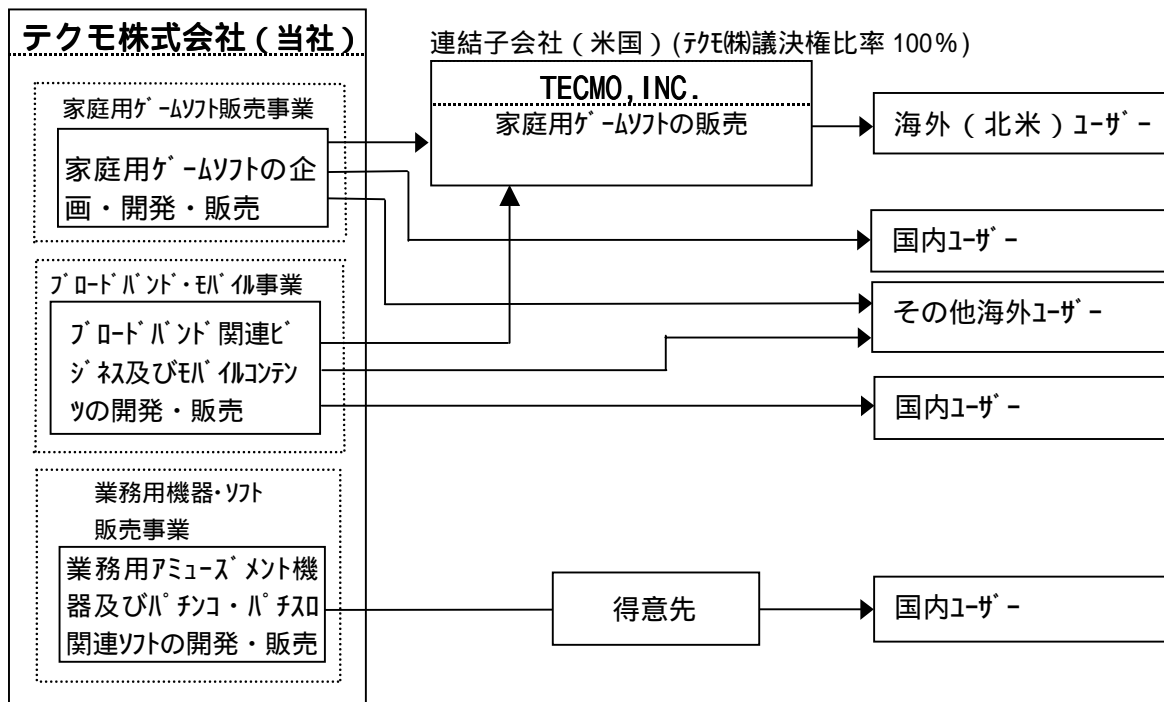 テクモ株式会社(当社)
連結子会社(米国)(ﾃｸﾓ㈱議決権比率 100%)
TECMO,INC.
家庭用ｹﾞｰﾑｿﾌﾄの販売
海外(北米)ﾕｰｻﾞｰ
家庭用ｹﾞｰﾑｿﾌﾄ販売事業
家庭用ｹﾞｰﾑｿﾌﾄの企
画・開発・販売
国内ﾕｰｻﾞｰ
その他海外ﾕｰｻﾞｰ
ﾌﾞﾛｰﾄﾞﾊﾞﾝﾄﾞ・ﾓﾊﾞｲﾙ事業
ﾌﾞﾛｰﾄﾞﾊﾞﾝﾄﾞ関連ﾋﾞ
ｼﾞﾈｽ及びﾓﾊﾞｲﾙｺﾝﾃﾝ
ﾂの開発・販売
国内ﾕｰｻﾞｰ
業務用機器・ｿﾌﾄ
販売事業
業務用ｱﾐｭｰｽﾞﾒﾝﾄ機
器及びﾊﾟﾁﾝｺ・ﾊﾟﾁｽﾛ
関連ｿﾌﾄの開発・販売
得意先
国内ﾕｰｻﾞｰ